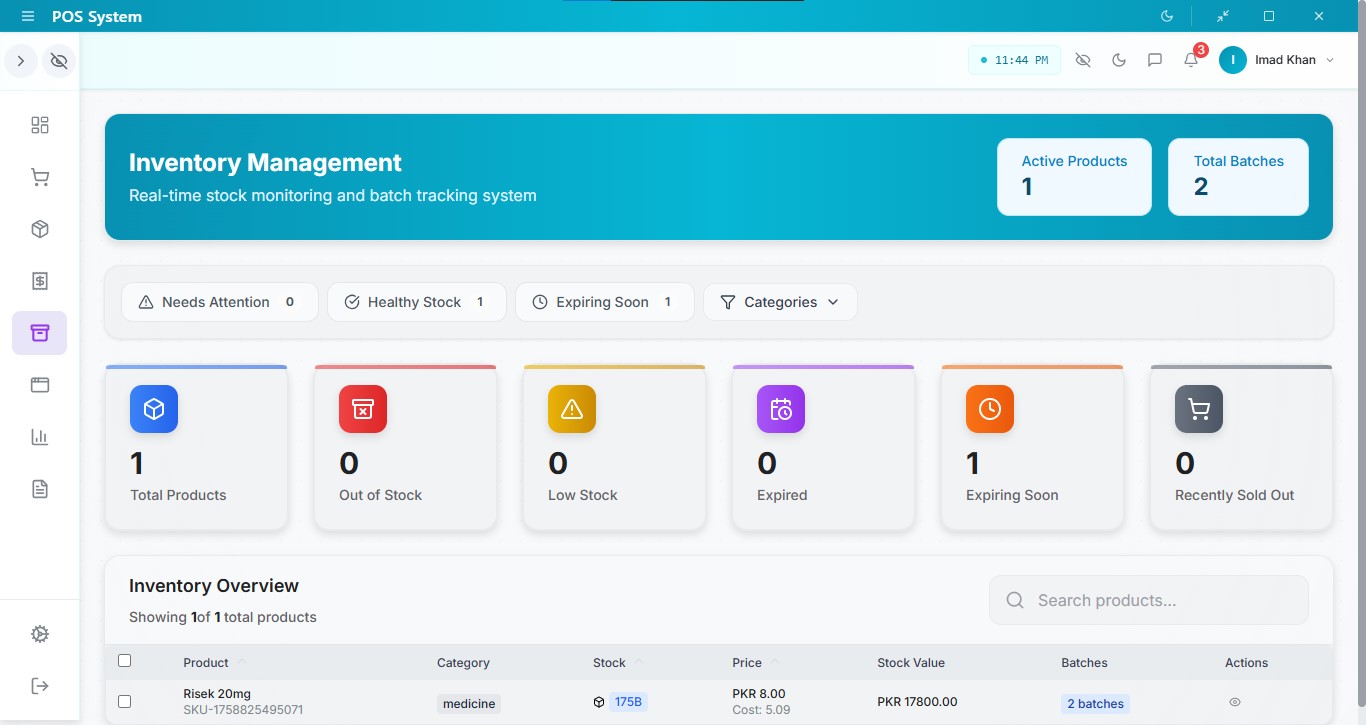 POS System
11:44 PM
3
I
Imad Khan
Inventory Management
Real-time stock monitoring and batch tracking system
Active Products
1
Total Batches
2
Needs Attention 0
Healthy Stock 1
Expiring Soon 1
Categories
1
Total Products
0
Out of Stock
0
Low Stock
0
Expired
1
Expiring Soon
0
Recently Sold Out
Inventory Overview
Showing 1of 1 total products
Search products...
Product Category Stock Price Stock Value Batches Actions
Risek 20mg
SKU-1758825495071
medicine
175B
PKR 8.00
Cost: 5.09
PKR 17800.00
2 batches